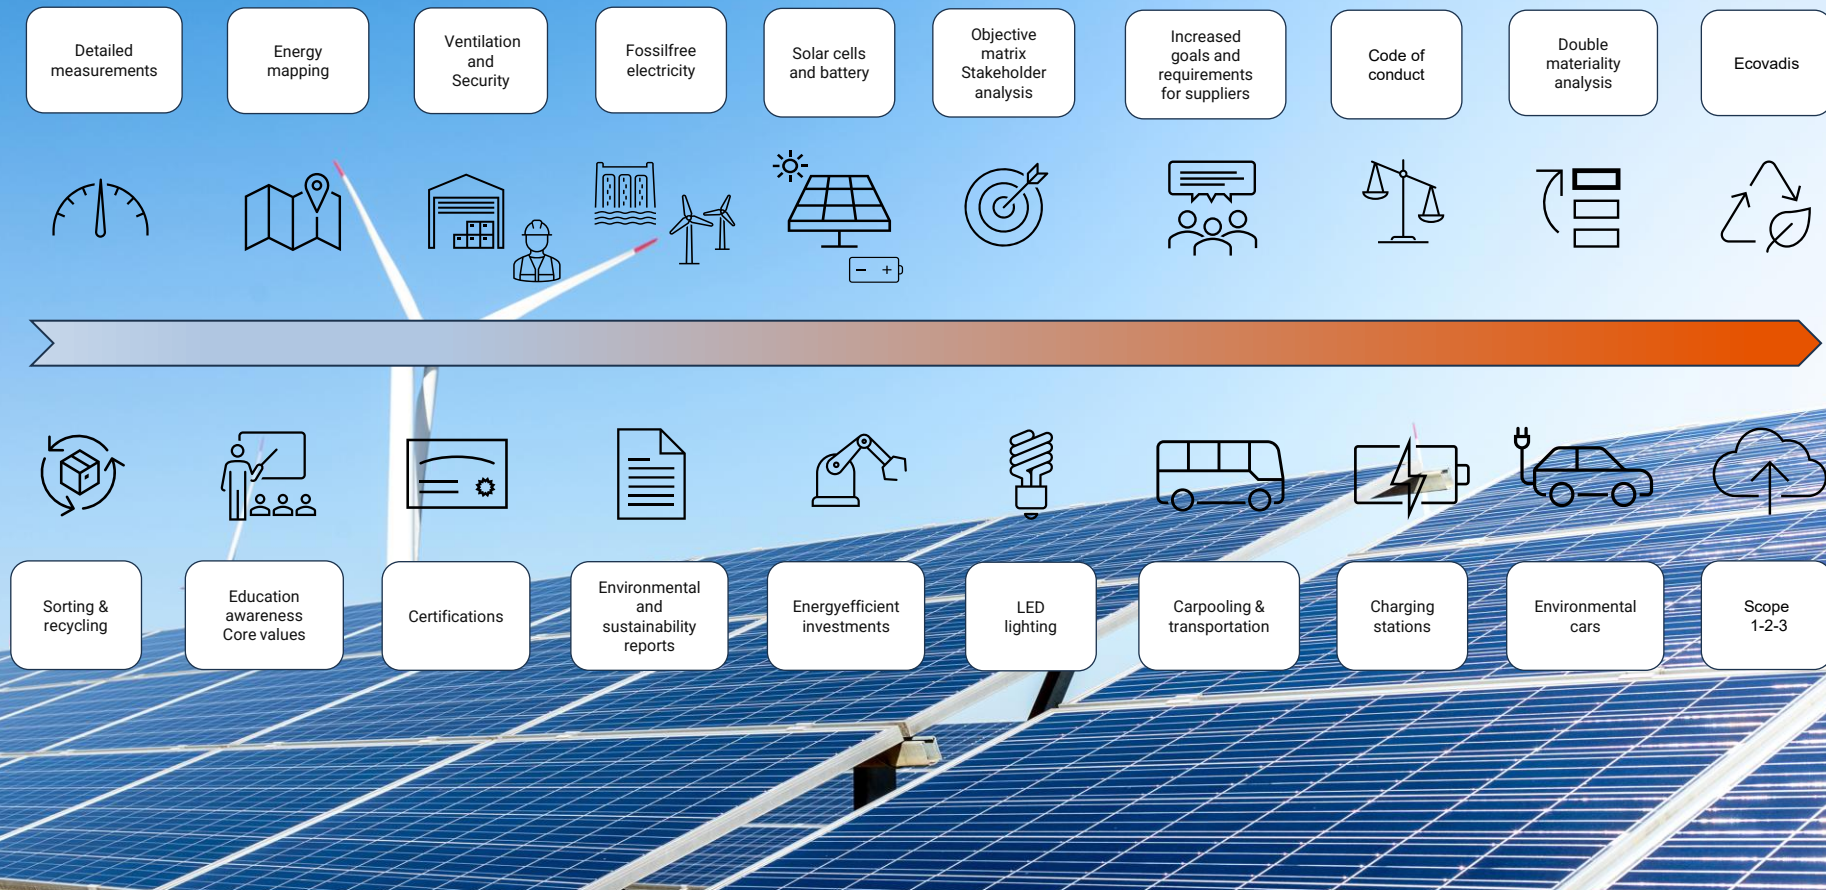 Detailed
measurements
Energy
mapping
Ventilation
and
Security
Fossilfree
electricity
Solar cells
and battery
Objective
matrix
Stakeholder
analysis
Increased
goals and
requirements
for suppliers
Code of
conduct
Double
materiality
analysis
Ecovadis
Sorting &
recycling
Education
awareness
Core values
Certifications
Environmental
and
sustainability
reports
Energyefficient
investments
LED
lighting
Carpooling &
transportation
Charging
stations
Environmental
cars
Scope
1-2-3